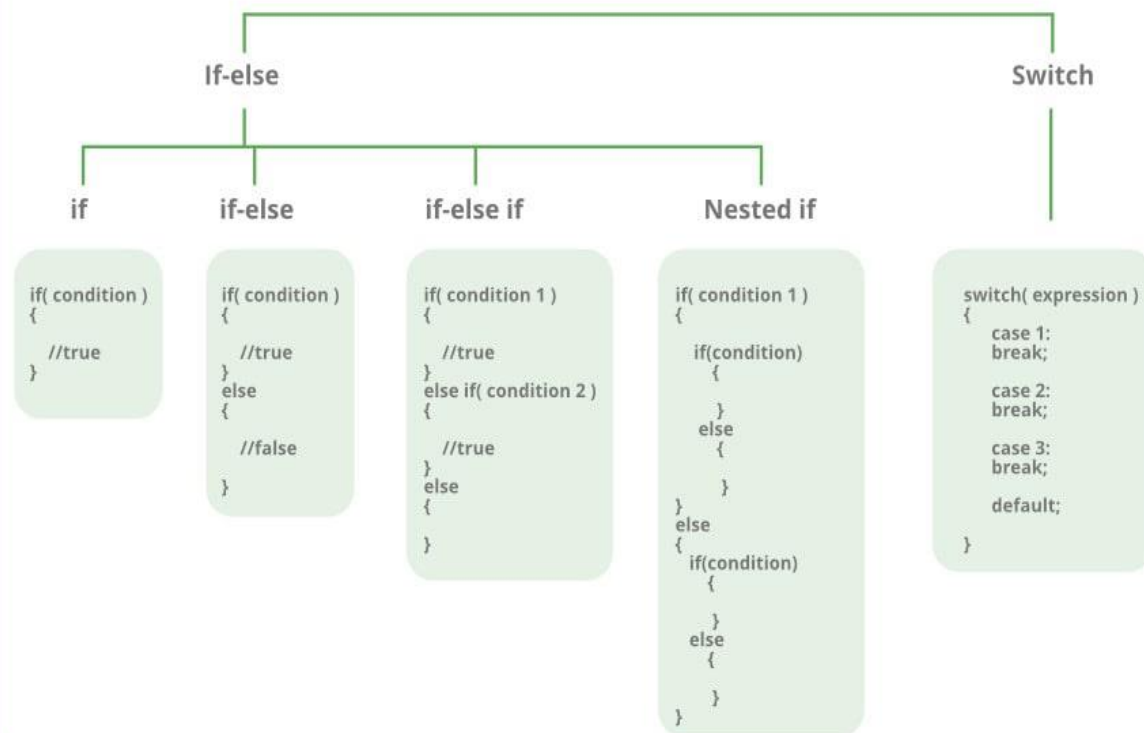 If-else
Switch
if
if-else
if-else if
Nested if
if( condition )
{
//true
}
if( condition )
{
//true
}
else
{
//false
}
if( condition 1 )
{
//true
}
else if( condition 2 )
{
//true
}
else
{
}
if( condition 1 )
{
if(condition)
{
}
else
{
}
}
else
{
if(condition)
{
}
else
{
}
}
switch( expression )
{
case 1:
break;
case 2:
break;
case 3:
break;
default;
}